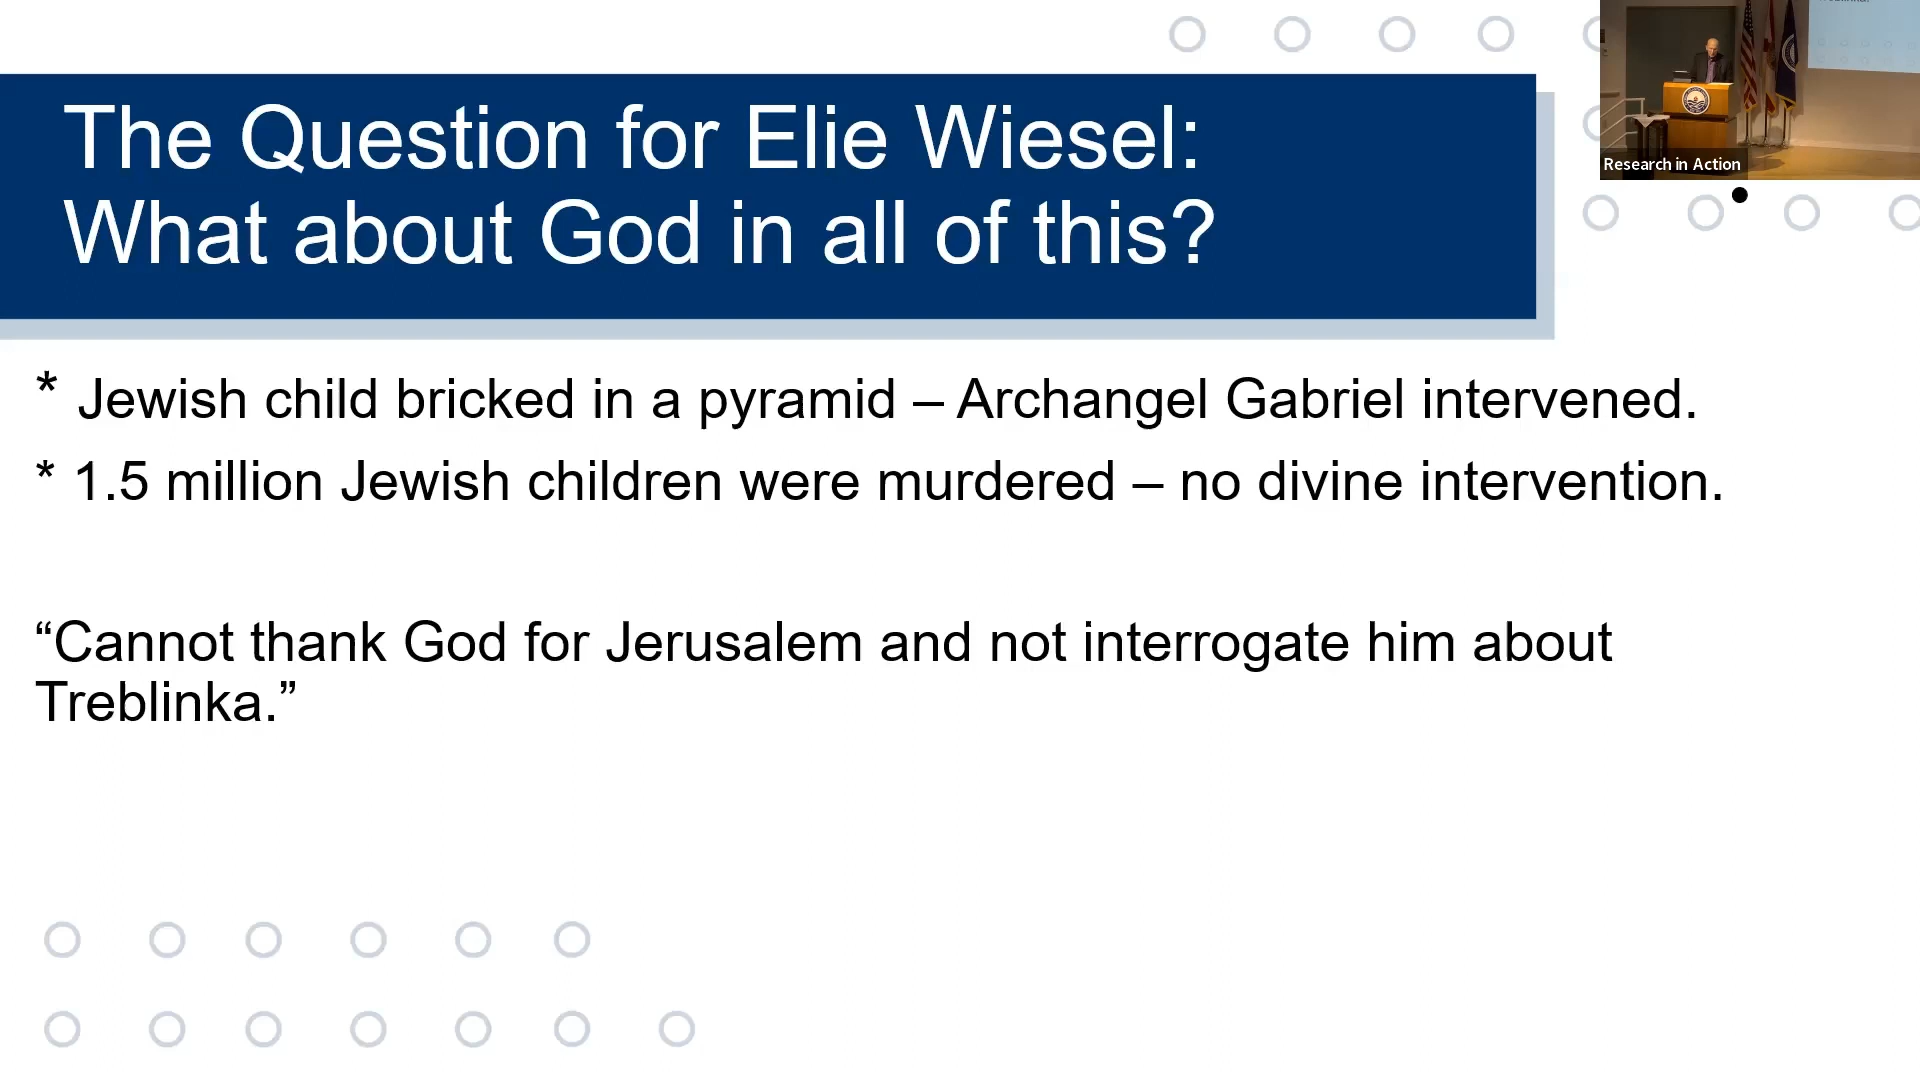 The Question for Elie Wiesel:
What about God in all of this?
Research in Action
* Jewish child bricked in a pyramid – Archangel Gabriel intervened.
* 1.5 million Jewish children were murdered – no divine intervention.
“Cannot thank God for Jerusalem and not interrogate him about
Treblinka.”